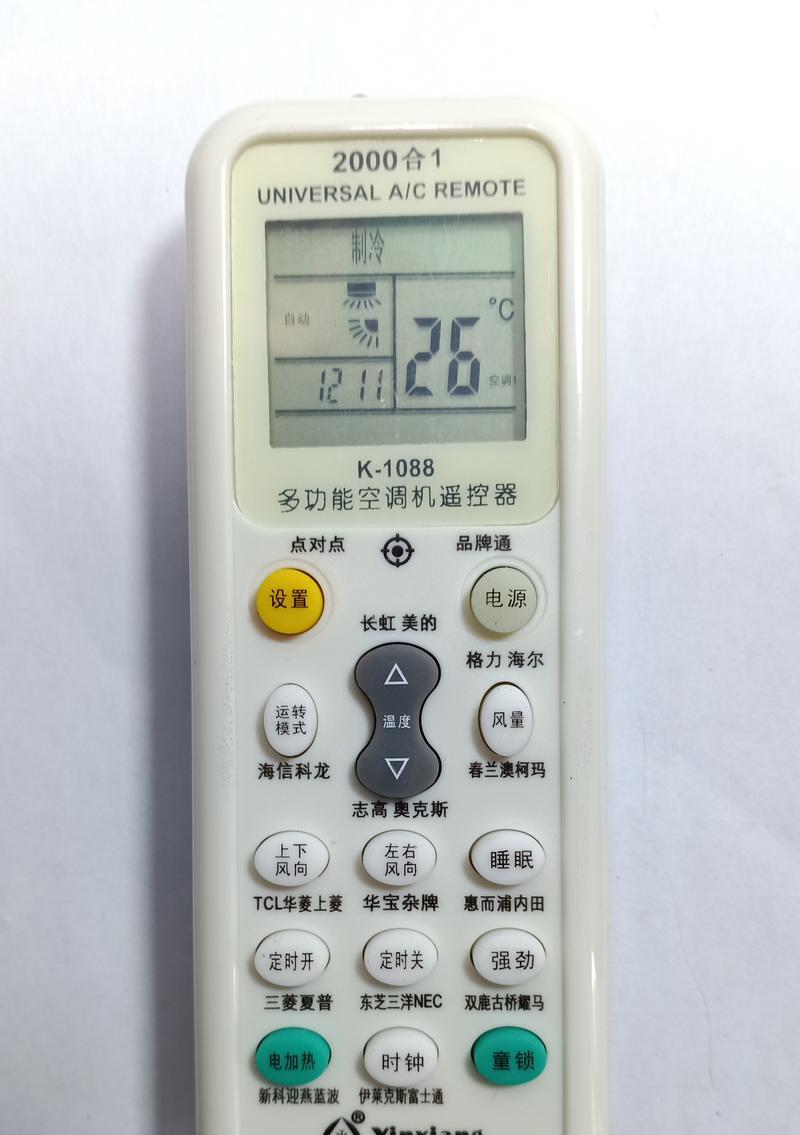 2000合1
UNIVERSAL A/C REMOTE
制冷
°C
自动
26
空调
12 11
K-1088
多功能空调机遥控器
点对点 品牌通
设置 电源
长虹 美的
格力 海尔
运转
模式
温度
风量
海信科龙 春兰澳柯玛
志高 奥克斯
上下
风向
左右
风向
睡眠
TCL华菱上菱 华宝杂牌 惠而浦内田
定时开 定时关 强劲
三菱夏普 东芝三洋NEC 双鹿古桥耀马
电加热 时钟 童锁
新科迎燕蓝波 伊莱克斯富士通
® Yinxiang